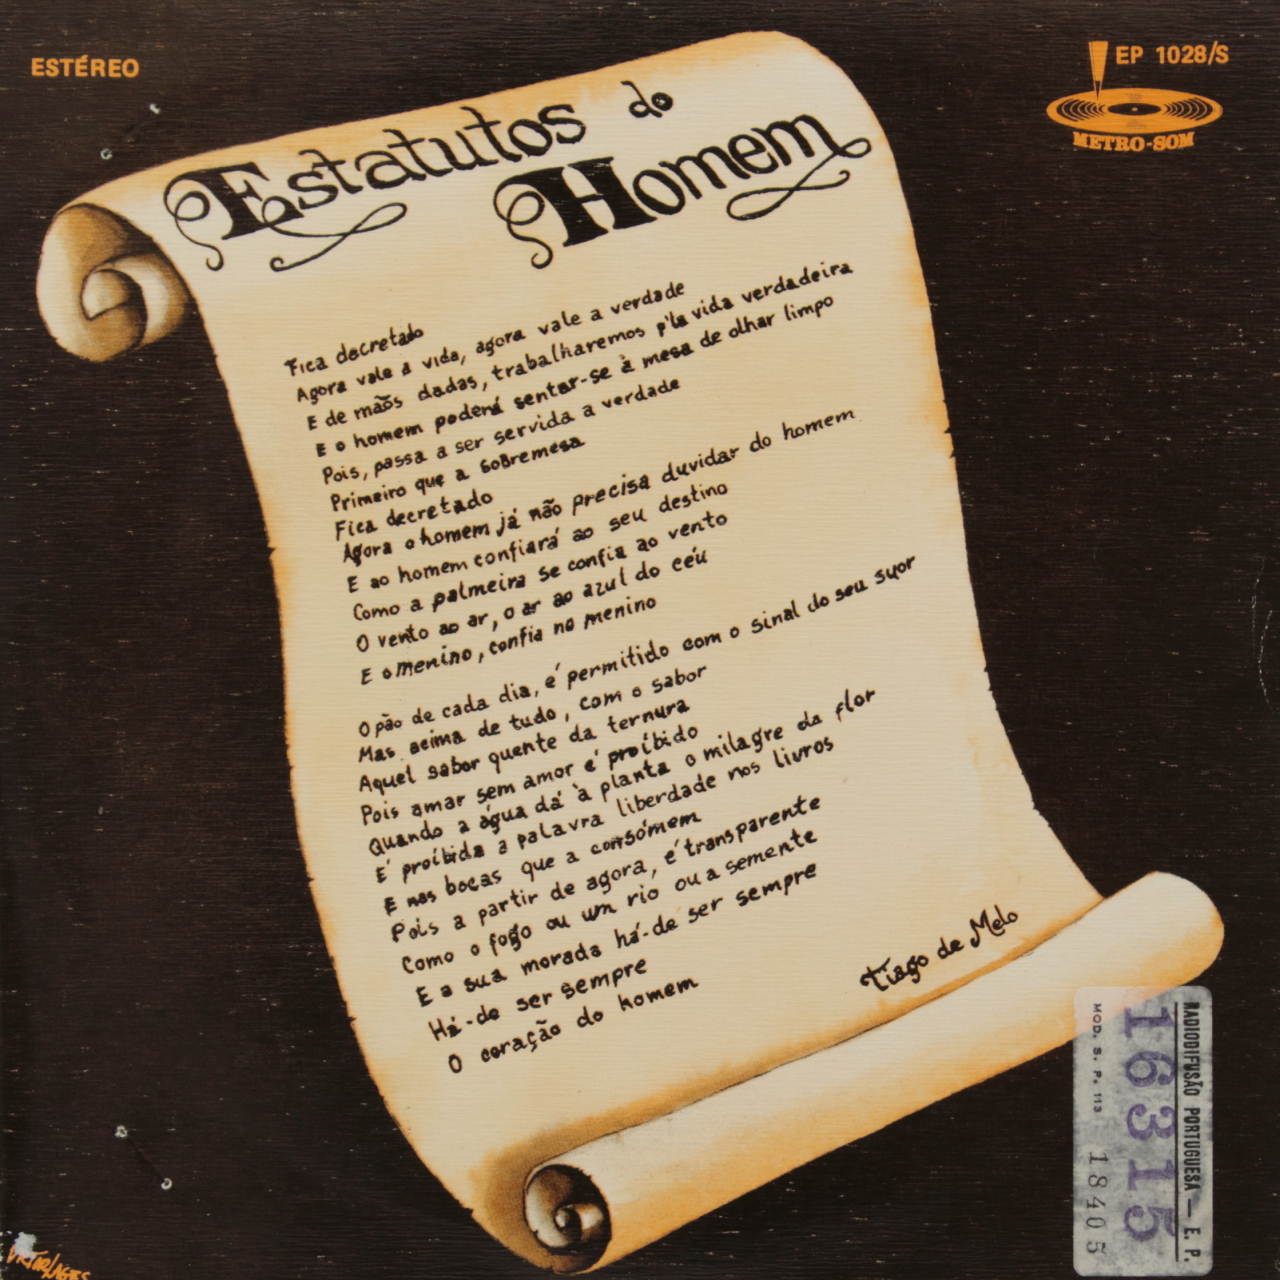 ESTÉREO
EP 1028/S
METRO-SOM
Estatutos do
Homem
Fica decretado
Agora vale a vida, agora vale a verdade
E de mãos dadas, trabalharemos p'la vida verdadeira
E o homem poderá sentar-se à mesa de olhar limpo
Pois, passa a ser servida a verdade
Primeiro que a sobremesa
Fica decretado
Agora o homem já não precisa duvidar do homem
E ao homem confiará ao seu destino
Como a palmeira se confia ao vento
O vento ao ar, o ar ao azul do céu
E o menino, confia no menino
O pão de cada dia, é permitido com o sinal do seu suor
Mas acima de tudo, com o sabor
Aquel sabor quente da ternura
Pois amar sem amor é proíbido
Quando a água dá à planta o milagre da flor
É proíbida a palavra liberdade nos livros
E nas bocas que a consómem
Pois a partir de agora, é transparente
Como o fogo ou um rio ou a semente
E a sua morada há-de ser sempre
Há-de ser sempre
O coração do homem
Tiago de Melo
RADIODIFUSÃO PORTUGUESA — E. P.
16315
MOD. S. P. 113 18405
VICTOR LAGES